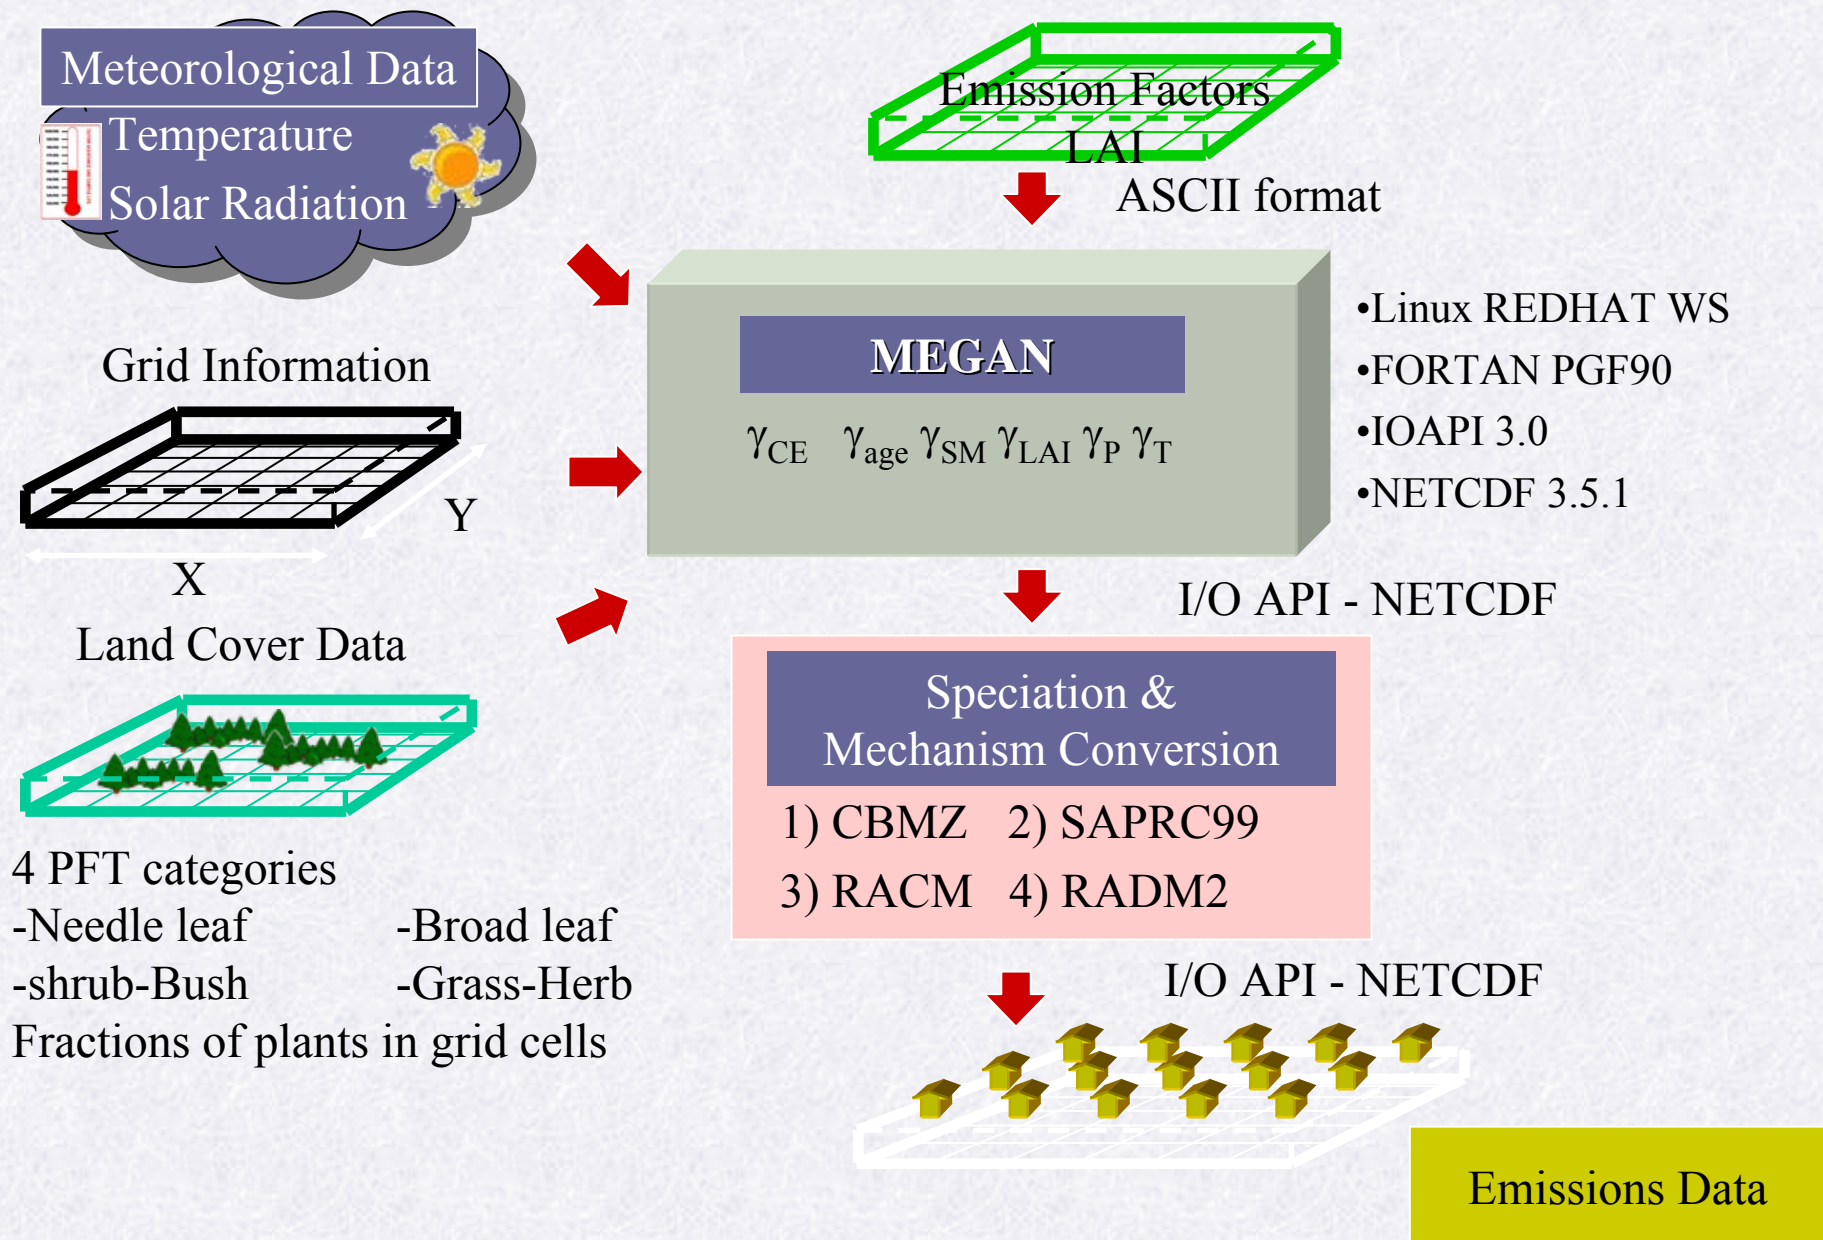 Meteorological Data
Temperature
Solar Radiation
Emission Factors
LAI
ASCII format
Grid Information
Y
X
MEGAN
γCE γage γSM γLAI γP γT
•Linux REDHAT WS
•FORTAN PGF90
•IOAPI 3.0
•NETCDF 3.5.1
I/O API - NETCDF
Land Cover Data
4 PFT categories
-Needle leaf -Broad leaf
-shrub-Bush -Grass-Herb
Fractions of plants in grid cells
Speciation &
Mechanism Conversion
1) CBMZ 2) SAPRC99
3) RACM 4) RADM2
I/O API - NETCDF
Emissions Data